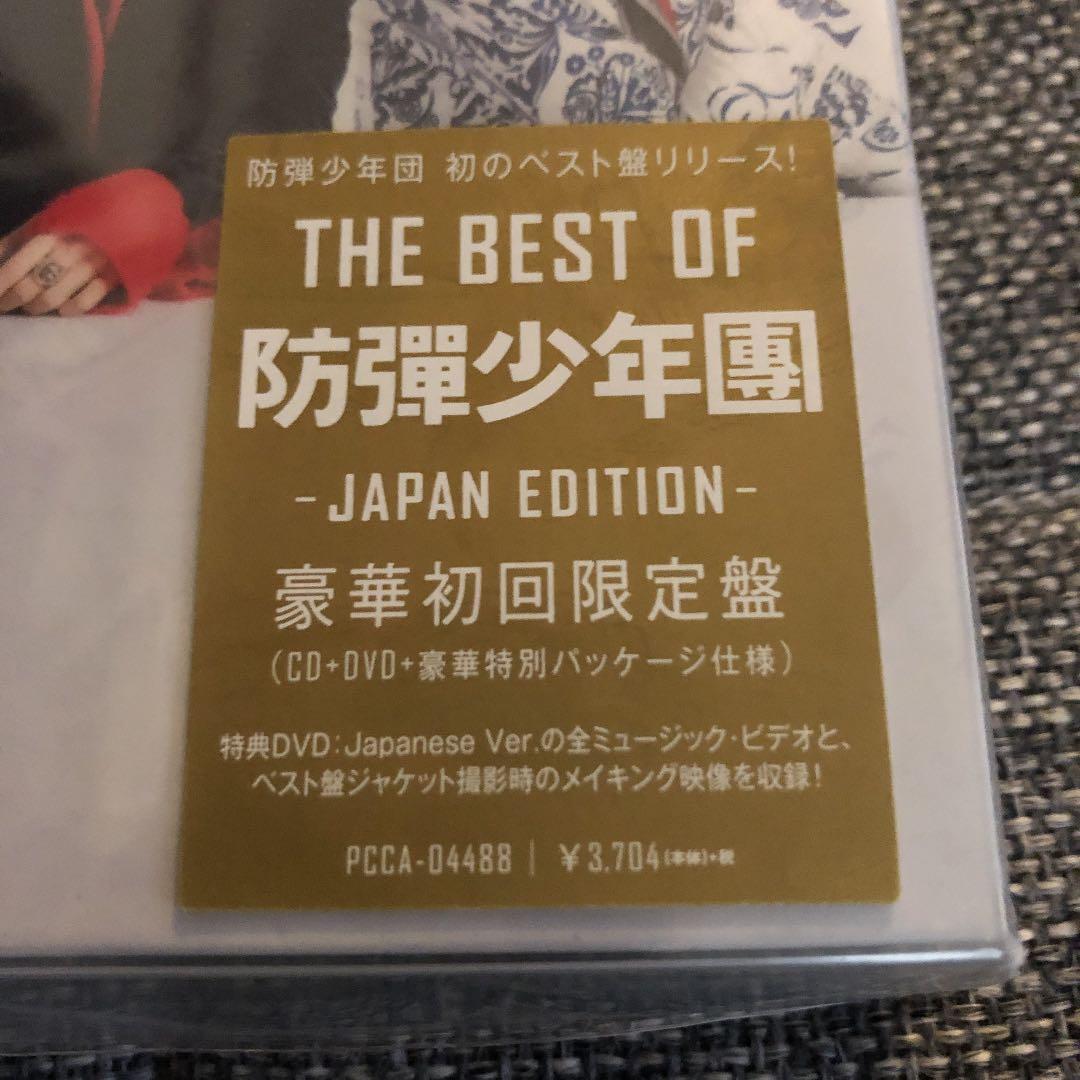 防弾少年団 初のベスト盤リリース!
THE BEST OF
防彈少年團
-JAPAN EDITION-
豪華初回限定盤
(CD+DVD+豪華特別パッケージ仕様)
特典DVD:Japanese Ver.の全ミュージック・ビデオと、
ベスト盤ジャケット撮影時のメイキング映像を収録!
PCCA-04488 | ¥3,704(本体)+税